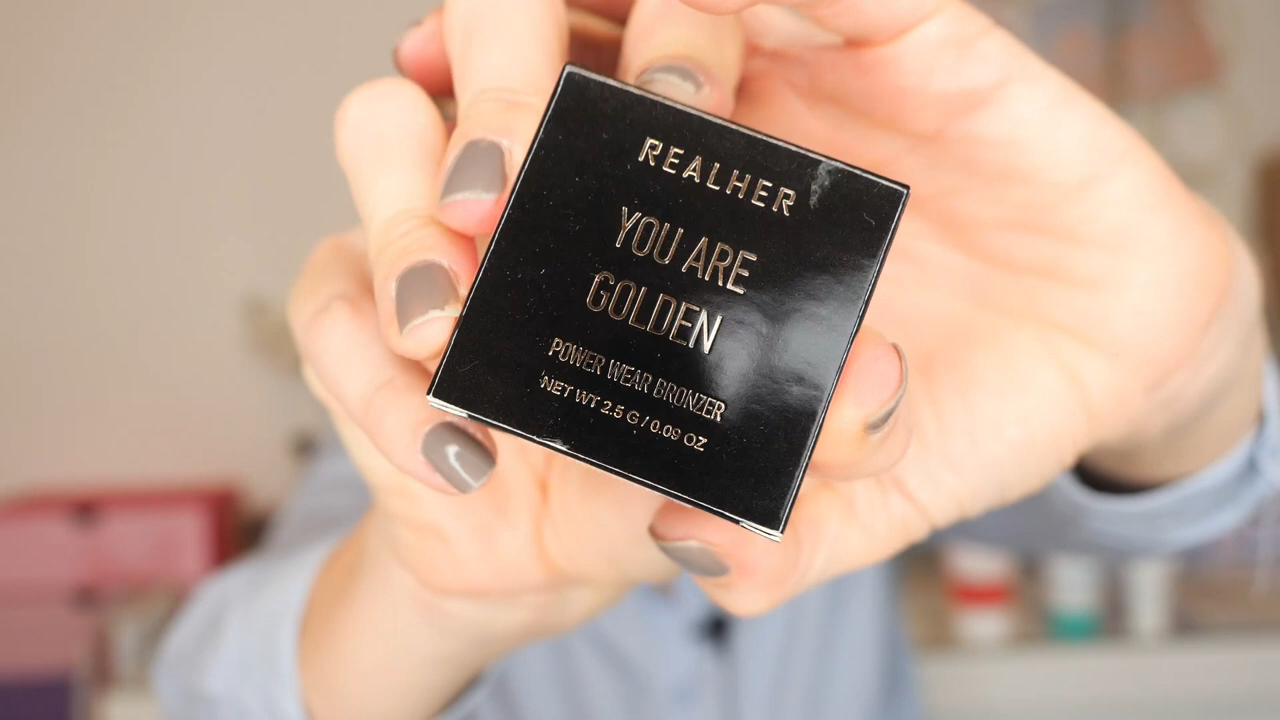 REALHER
YOU ARE
GOLDEN
POWER WEAR BRONZER
NET WT 2.5 G / 0.09 OZ